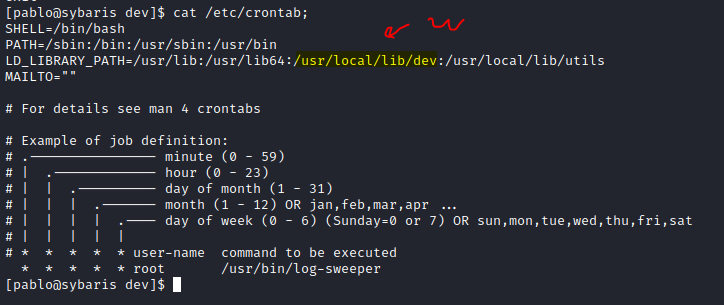 [pablo@sybaris dev]$ cat /etc/crontab;
SHELL=/bin/bash
PATH=/sbin:/bin:/usr/sbin:/usr/bin
LD_LIBRARY_PATH=/usr/lib:/usr/lib64:/usr/local/lib/dev:/usr/local/lib/utils
MAILTO=""
# For details see man 4 crontabs
# Example of job definition:
# .———————————————— minute (0 - 59)
# | .————————————— hour (0 - 23)
# | | .—————————— day of month (1 - 31)
# | | | .——————— month (1 - 12) OR jan,feb,mar,apr ...
# | | | | .———— day of week (0 - 6) (Sunday=0 or 7) OR sun,mon,tue,wed,thu,fri,sat
# | | | | |
# * * * * * user-name command to be executed
* * * * * root /usr/bin/log-sweeper
[pablo@sybaris dev]$